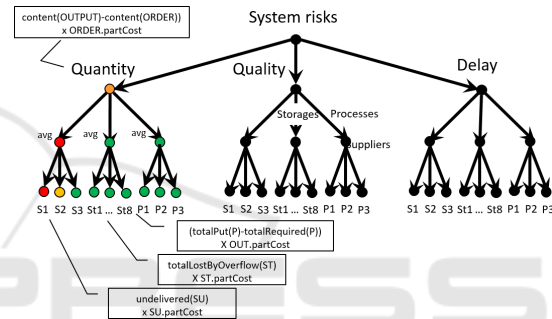 System risks
content(OUTPUT)-content(ORDER))
x ORDER.partCost
Quantity
Quality
Delay
avg
avg
avg
Storages
Processes
Suppliers
S1 S2 S3 St1 ... St8 P1 P2 P3
S1 S2 S3 St1 ... St8 P1 P2 P3
S1 S2 S3 St1 ... St8 P1 P2 P3
(totalPut(P)-totalRequired(P))
X OUT.partCost
totalLostByOverflow(ST)
X ST.partCost
undelivered(SU)
x SU.partCost
PRESS